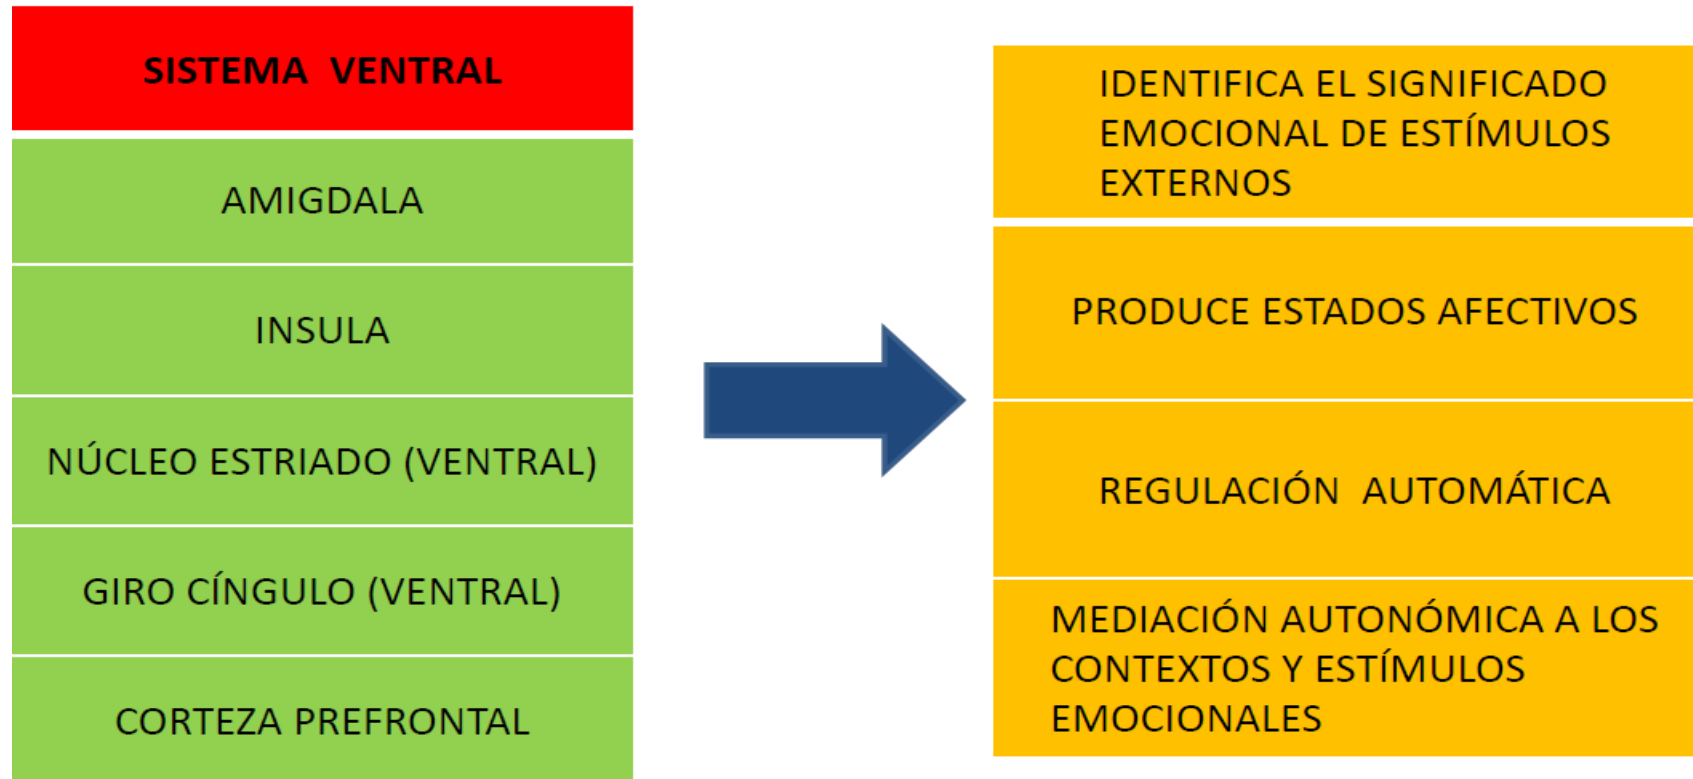 SISTEMA VENTRAL
AMIGDALA
INSULA
NÚCLEO ESTRIADO (VENTRAL)
GIRO CÍNGULO (VENTRAL)
CORTEZA PREFRONTAL
IDENTIFICA EL SIGNIFICADO
EMOCIONAL DE ESTÍMULOS
EXTERNOS
PRODUCE ESTADOS AFECTIVOS
REGULACIÓN AUTOMÁTICA
MEDIACIÓN AUTONÓMICA A LOS
CONTEXTOS Y ESTÍMULOS
EMOCIONALES